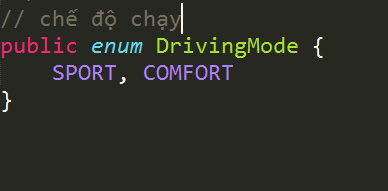 // chế độ chạy
public enum DrivingMode {
    SPORT, COMFORT
}